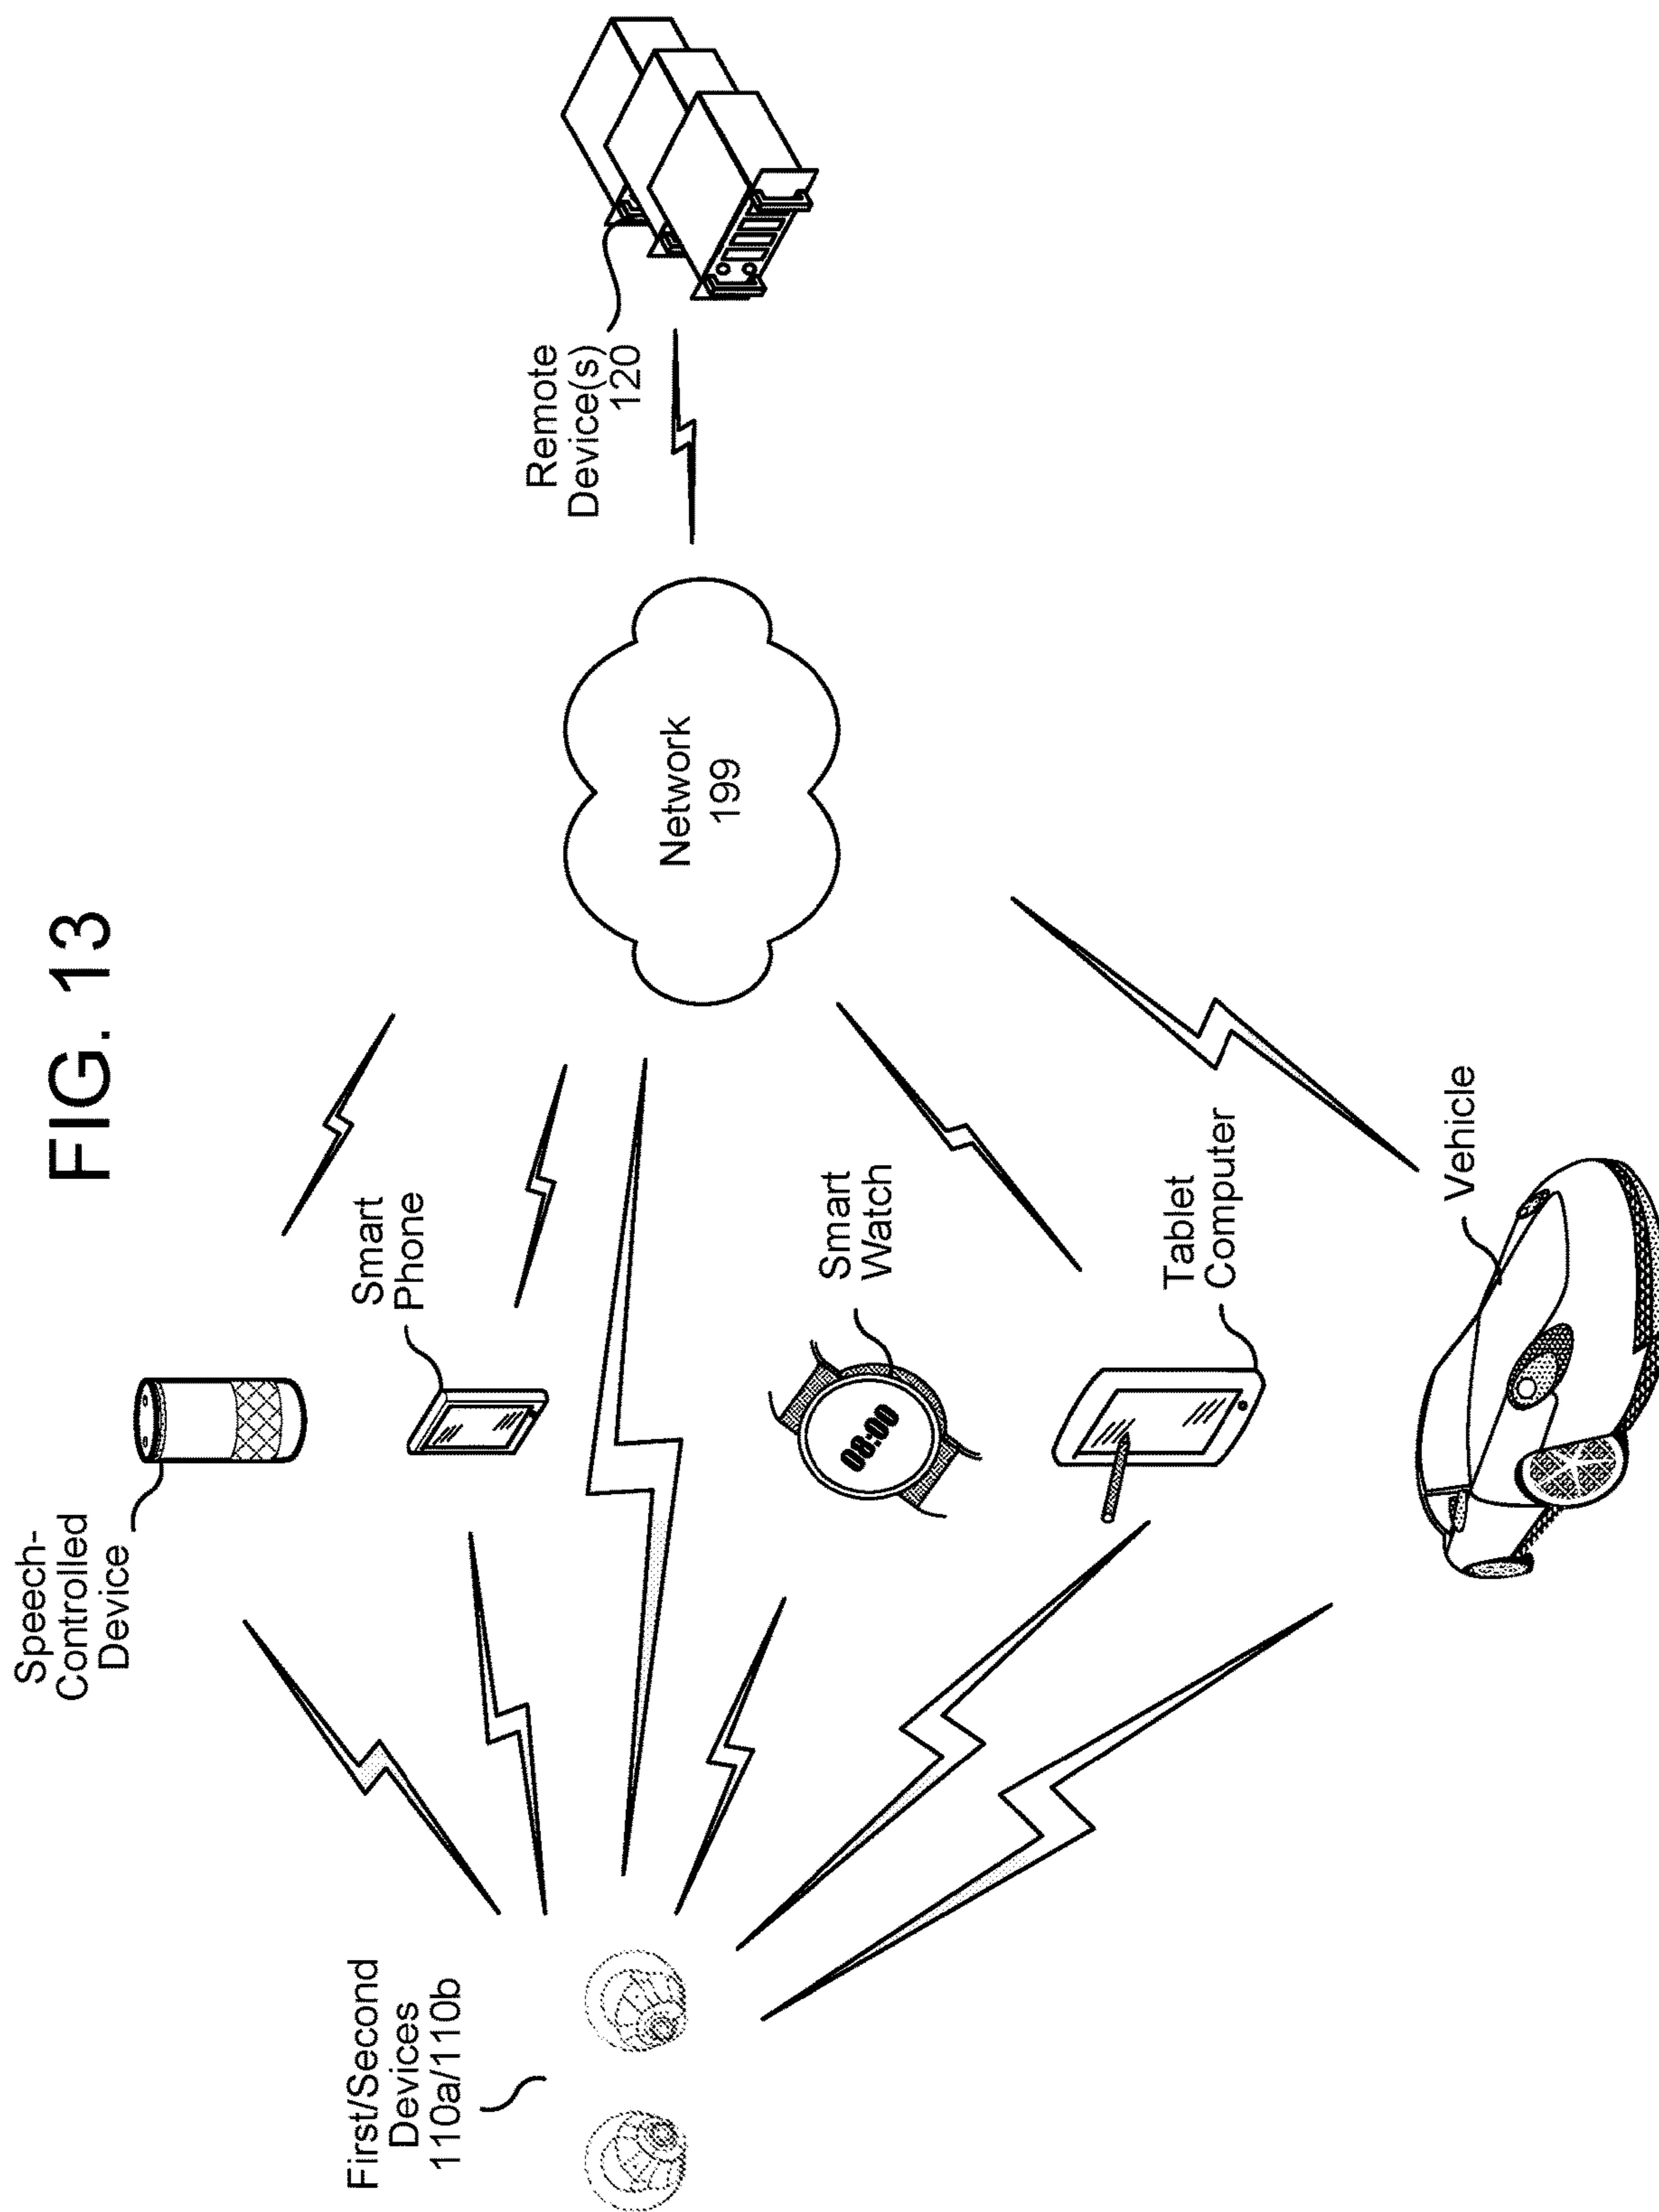 FIG. 13
Speech-
Controlled
Device
Smart
Phone
First/Second
Devices
110a/110b
Network
199
Remote
Device(s)
120
08:00
Smart
Watch
Tablet
Computer
Vehicle